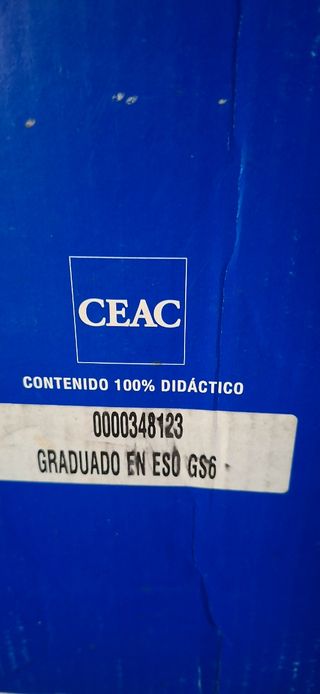 CEAC
CONTENIDO 100% DIDÁCTICO
0000348123
GRADUADO EN ESO GS6